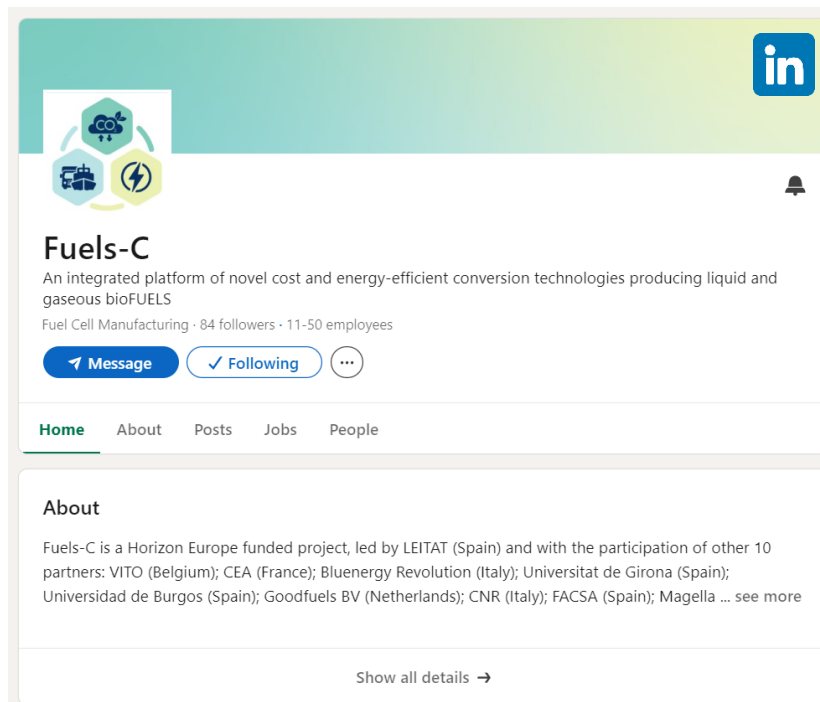 in
CO
Fuels-C
An integrated platform of novel cost and energy-efficient conversion technologies producing liquid and
gaseous bioFUELS
Fuel Cell Manufacturing · 84 followers · 11-50 employees
Message
Following
Home About Posts Jobs People
About
Fuels-C is a Horizon Europe funded project, led by LEITAT (Spain) and with the participation of other 10
partners: VITO (Belgium); CEA (France); Bluenergy Revolution (Italy); Universitat de Girona (Spain);
Universidad de Burgos (Spain); Goodfuels BV (Netherlands); CNR (Italy); FACSA (Spain); Magella ... see more
Show all details →